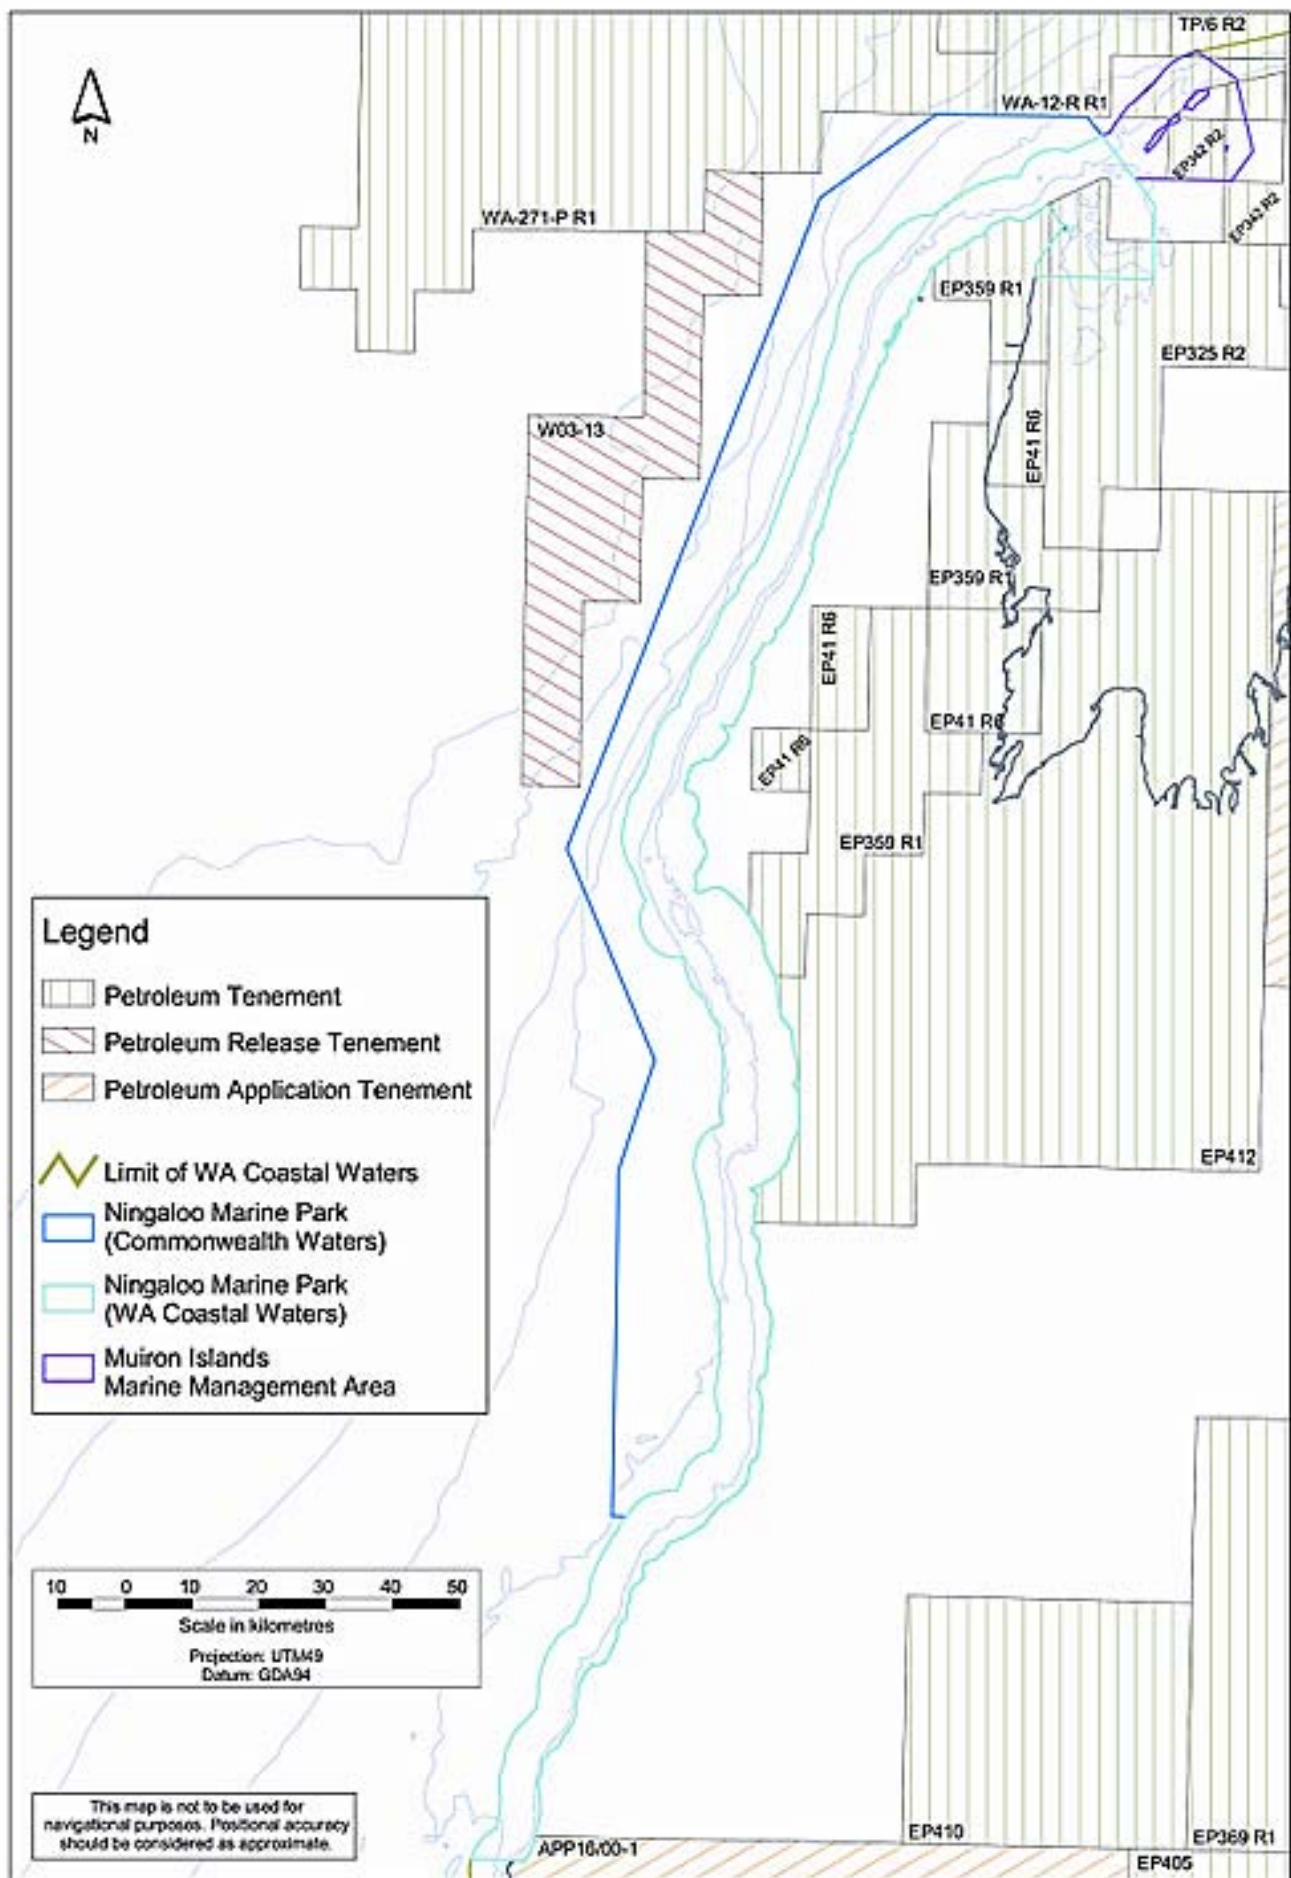 TP/6 R2
N
WA-12-R R1
EP342 R2
WA-271-P R1
EP342 R2
EP359 R1
EP325 R2
W03-13
EP41 R6
EP359 R1
EP41 R6
EP41 R6
EP41 R6
EP359 R1
Legend
Petroleum Tenement
Petroleum Release Tenement
Petroleum Application Tenement
Limit of WA Coastal Waters
Ningaloo Marine Park
(Commonwealth Waters)
Ningaloo Marine Park
(WA Coastal Waters)
Muiron Islands
Marine Management Area
EP412
10 0 10 20 30 40 50
Scale in kilometres
Projection: UTM49
Datum: GDA94
This map is not to be used for
navigational purposes. Positional accuracy
should be considered as approximate.
APP16/00-1
EP410
EP369 R1
EP405